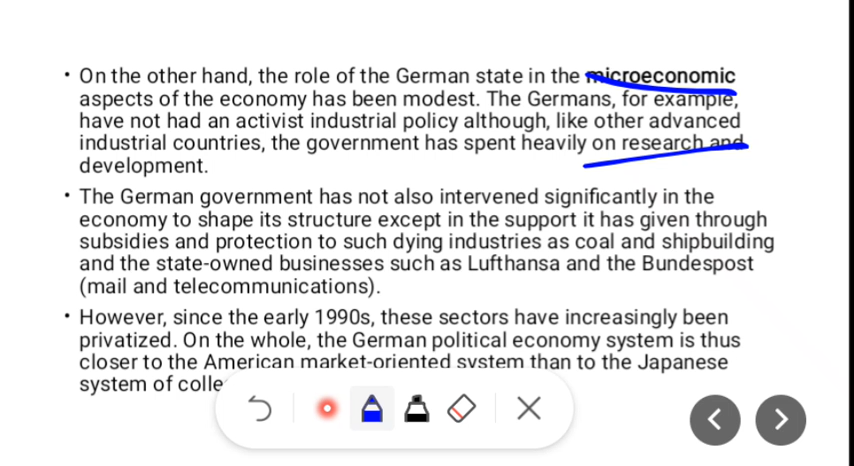 • On the other hand, the role of the German state in the microeconomic
aspects of the economy has been modest. The Germans, for example,
have not had an activist industrial policy although, like other advanced
industrial countries, the government has spent heavily on research and
development.
• The German government has not also intervened significantly in the
economy to shape its structure except in the support it has given through
subsidies and protection to such dying industries as coal and shipbuilding
and the state-owned businesses such as Lufthansa and the Bundespost
(mail and telecommunications).
• However, since the early 1990s, these sectors have increasingly been
privatized. On the whole, the German political economy system is thus
closer to the American market-oriented system than to the Japanese
system of